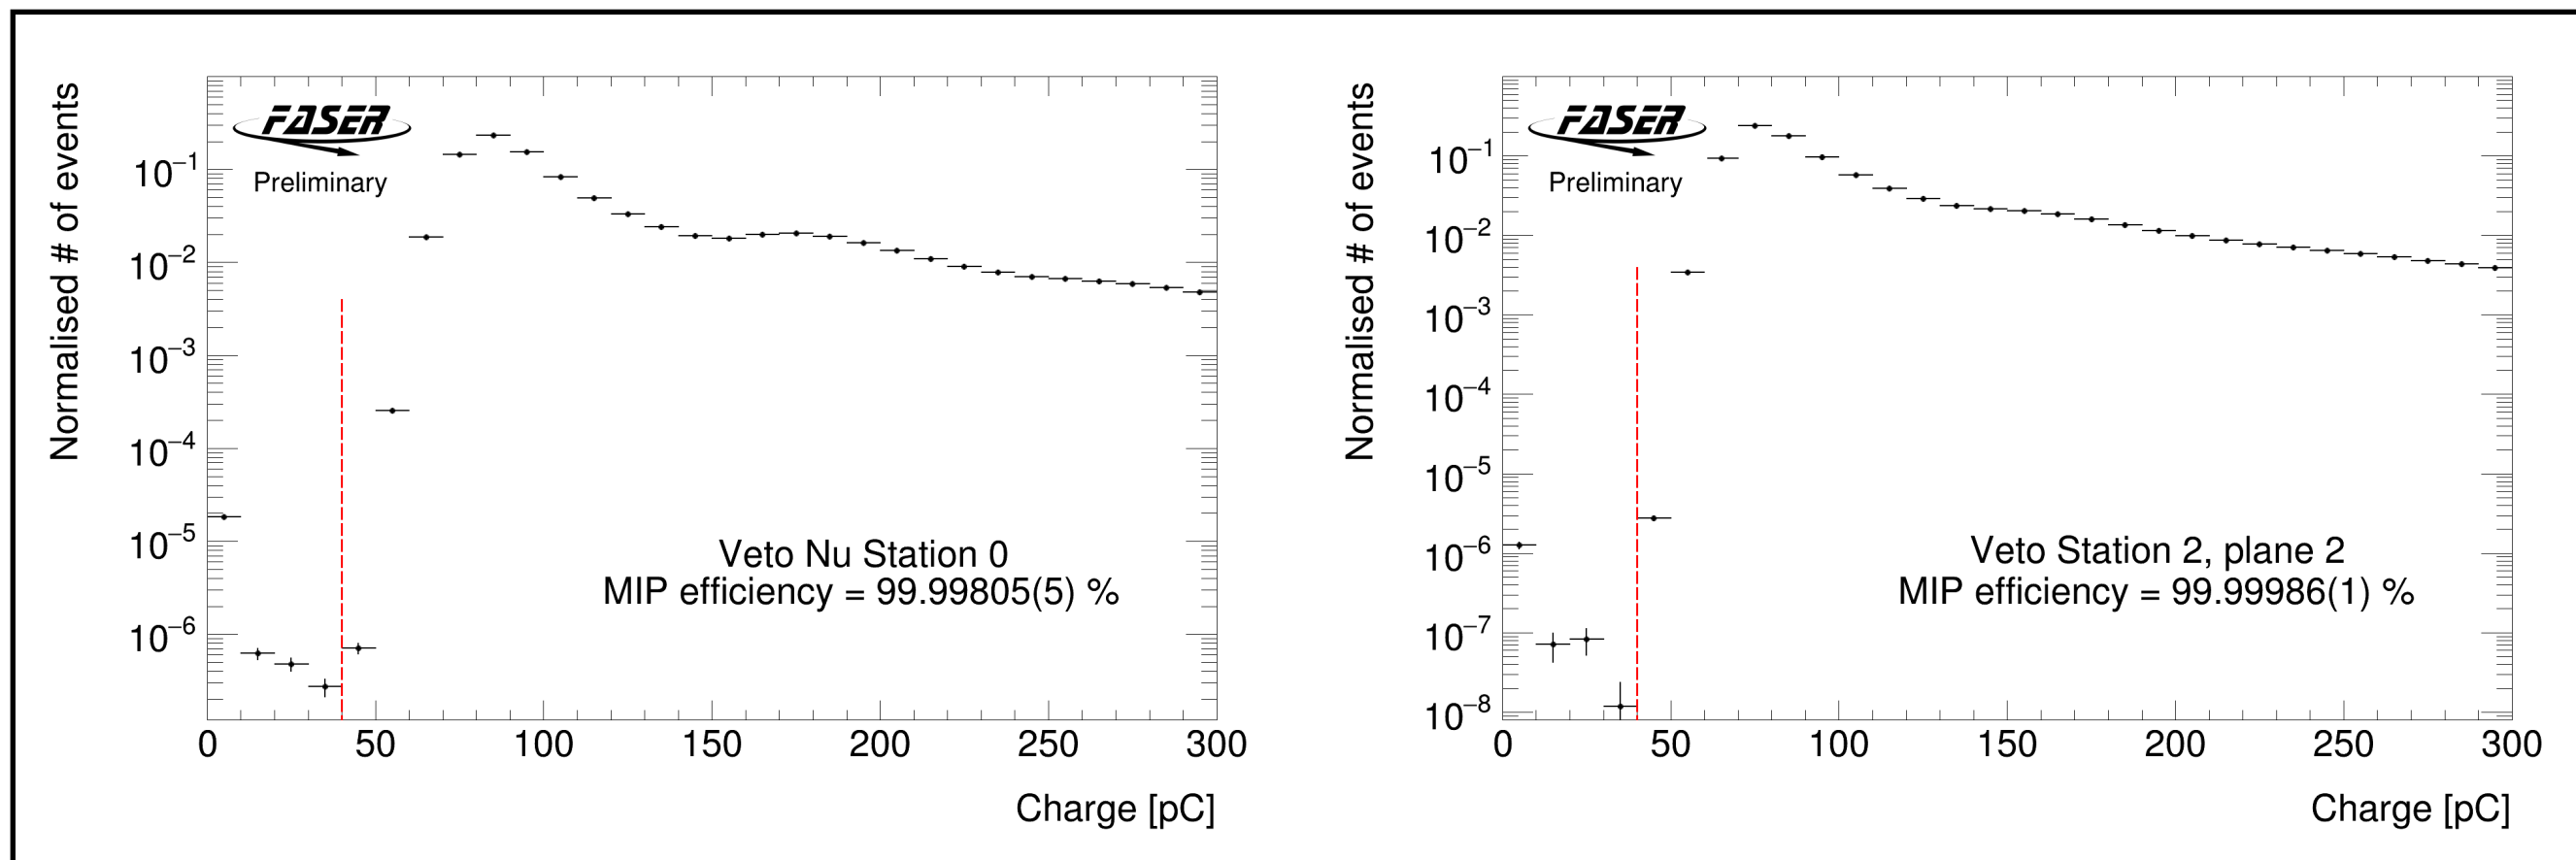 Normalised # of events
FASER
Preliminary
10⁻¹
10⁻²
10⁻³
10⁻⁴
10⁻⁵
10⁻⁶
Veto Nu Station 0
MIP efficiency = 99.99805(5) %
0 50 100 150 200 250 300
Charge [pC]
Normalised # of events
FASER
Preliminary
10⁻¹
10⁻²
10⁻³
10⁻⁴
10⁻⁵
10⁻⁶
10⁻⁷
10⁻⁸
Veto Station 2, plane 2
MIP efficiency = 99.99986(1) %
0 50 100 150 200 250 300
Charge [pC]